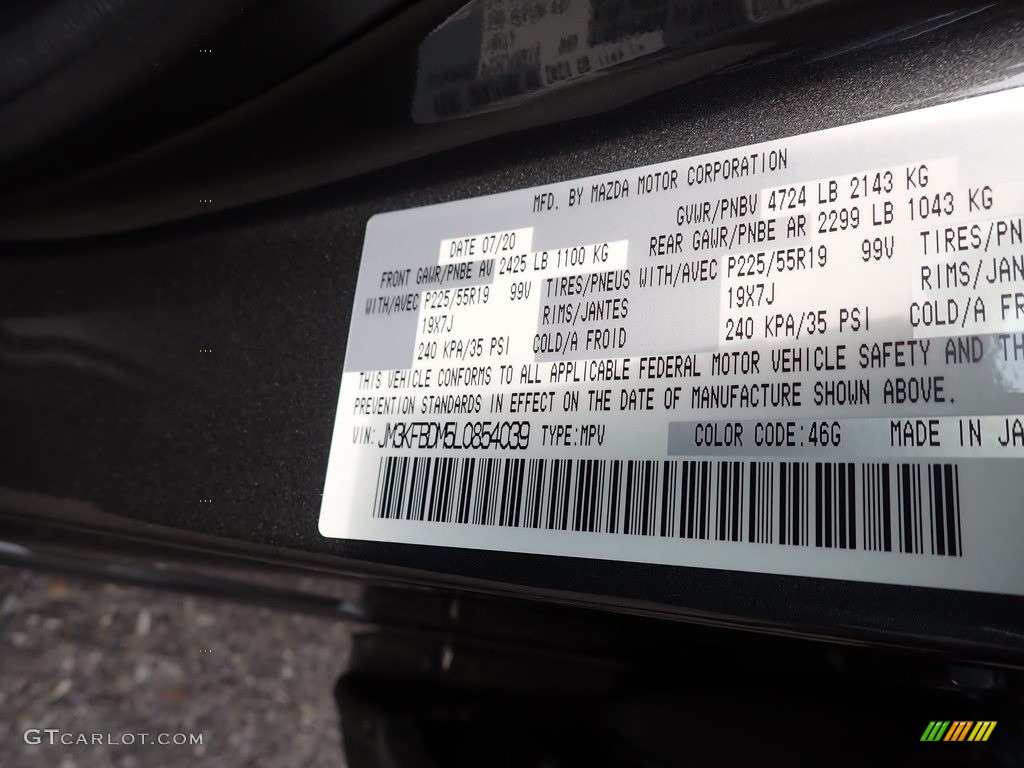 MFD. BY MAZDA MOTOR CORPORATION
DATE 07/20 GVWR/PNBV 4724 LB 2143 KG
FRONT GAWR/PNBE AV 2425 LB 1100 KG REAR GAWR/PNBE AR 2299 LB 1043 KG
WITH/AVEC P225/55R19 99V TIRES/PNEUS WITH/AVEC P225/55R19 99V TIRES/PN
19X7J RIMS/JANTES 19X7J RIMS/JAN
240 KPA/35 PSI COLD/A FROID 240 KPA/35 PSI COLD/A FR
THIS VEHICLE CONFORMS TO ALL APPLICABLE FEDERAL MOTOR VEHICLE SAFETY AND TH
PREVENTION STANDARDS IN EFFECT ON THE DATE OF MANUFACTURE SHOWN ABOVE.
VIN: JM3KFBDM5L0854039 TYPE:MPV COLOR CODE:46G MADE IN JA
GTCARLOT.COM